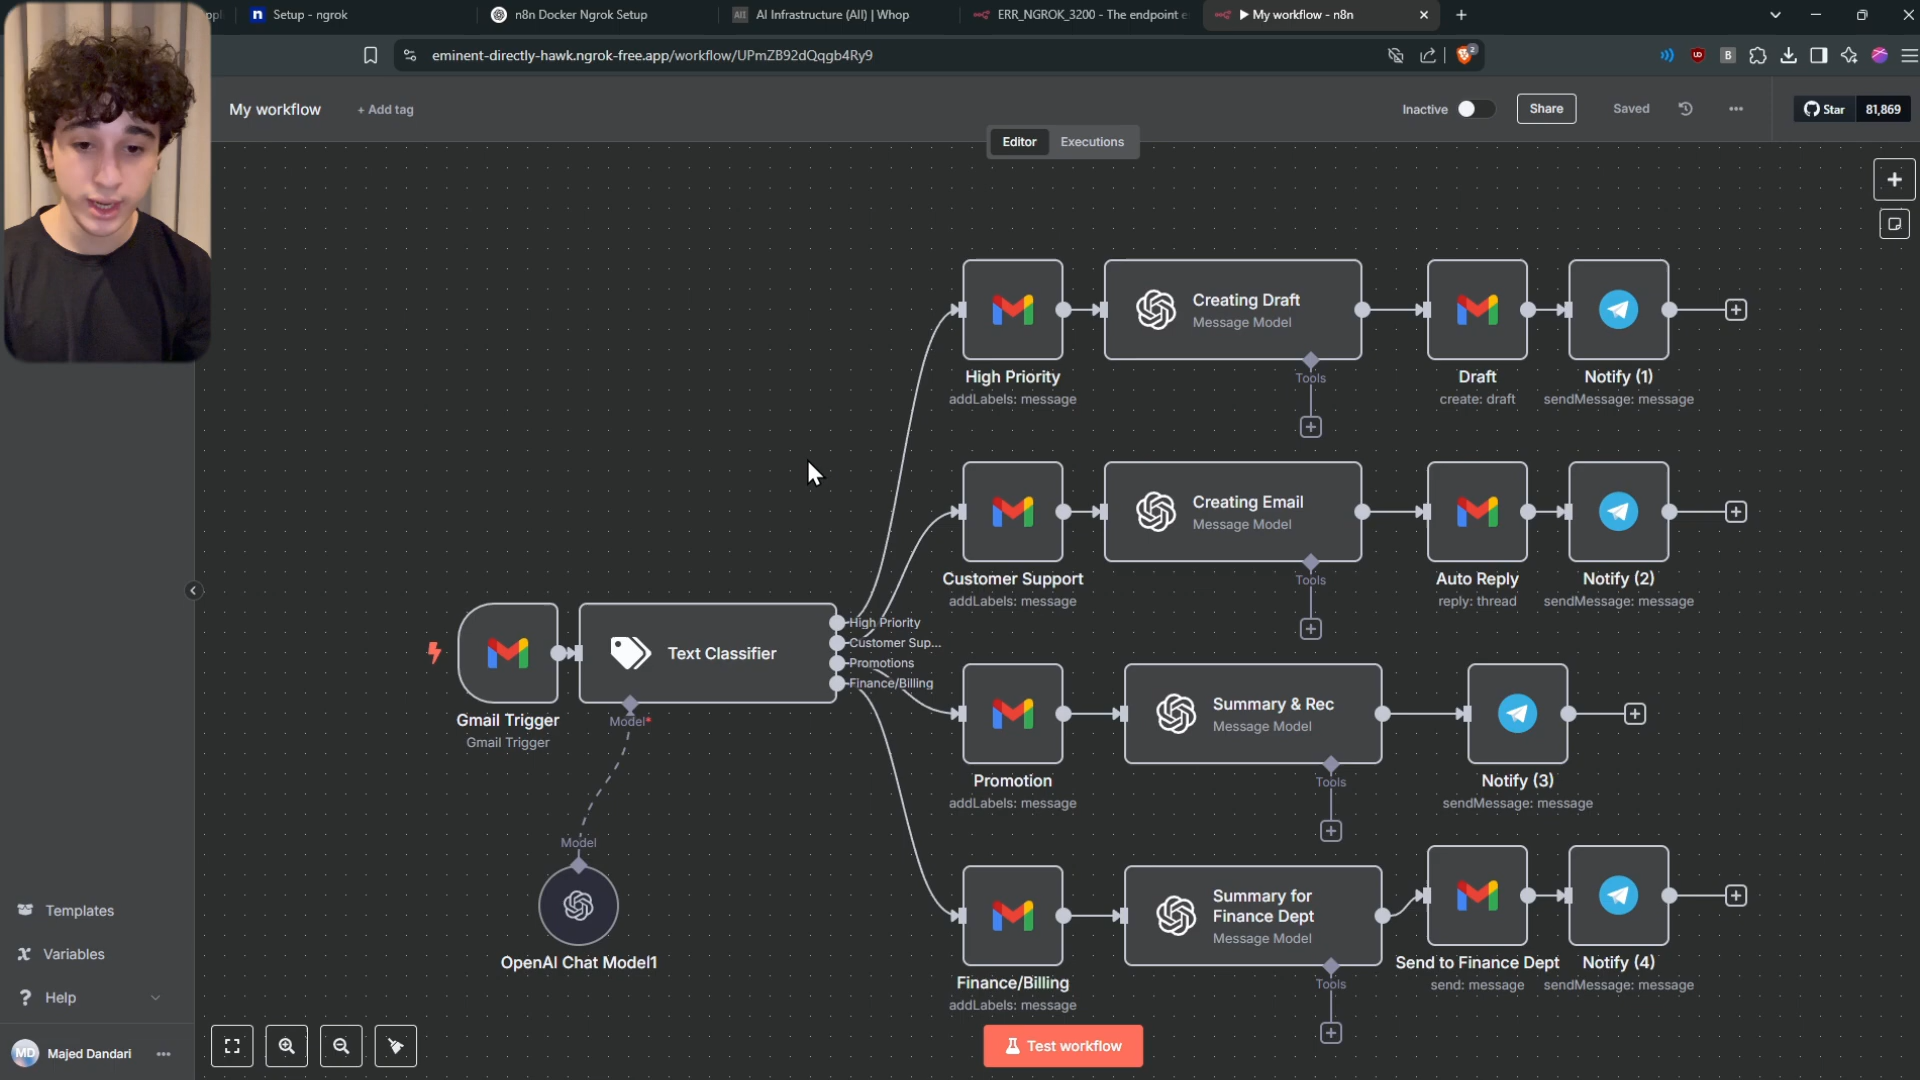 Setup - ngrok
n8n Docker Ngrok Setup
AI Infrastructure (AII) | Whop
ERR_NGROK_3200 - The endpoint
My workflow - n8n
eminent-directly-hawk.ngrok-free.app/workflow/UPmZB92dQqgb4Ry9
2
My workflow
+ Add tag
Inactive
Share
Saved
Star
81,869
Editor
Executions
Creating Draft
Message Model
Tools
High Priority
addLabels: message
Draft
create: draft
Notify (1)
sendMessage: message
Creating Email
Message Model
Tools
Customer Support
addLabels: message
Auto Reply
reply: thread
Notify (2)
sendMessage: message
Text Classifier
High Priority
Customer Sup...
Promotions
Finance/Billing
Gmail Trigger
Gmail Trigger
Model*
Model
OpenAI Chat Model1
Summary & Rec
Message Model
Tools
Promotion
addLabels: message
Notify (3)
sendMessage: message
Summary for
Finance Dept
Message Model
Tools
Finance/Billing
addLabels: message
Send to Finance Dept
send: message
Notify (4)
sendMessage: message
Templates
Variables
Help
MD
Majed Dandari
Test workflow